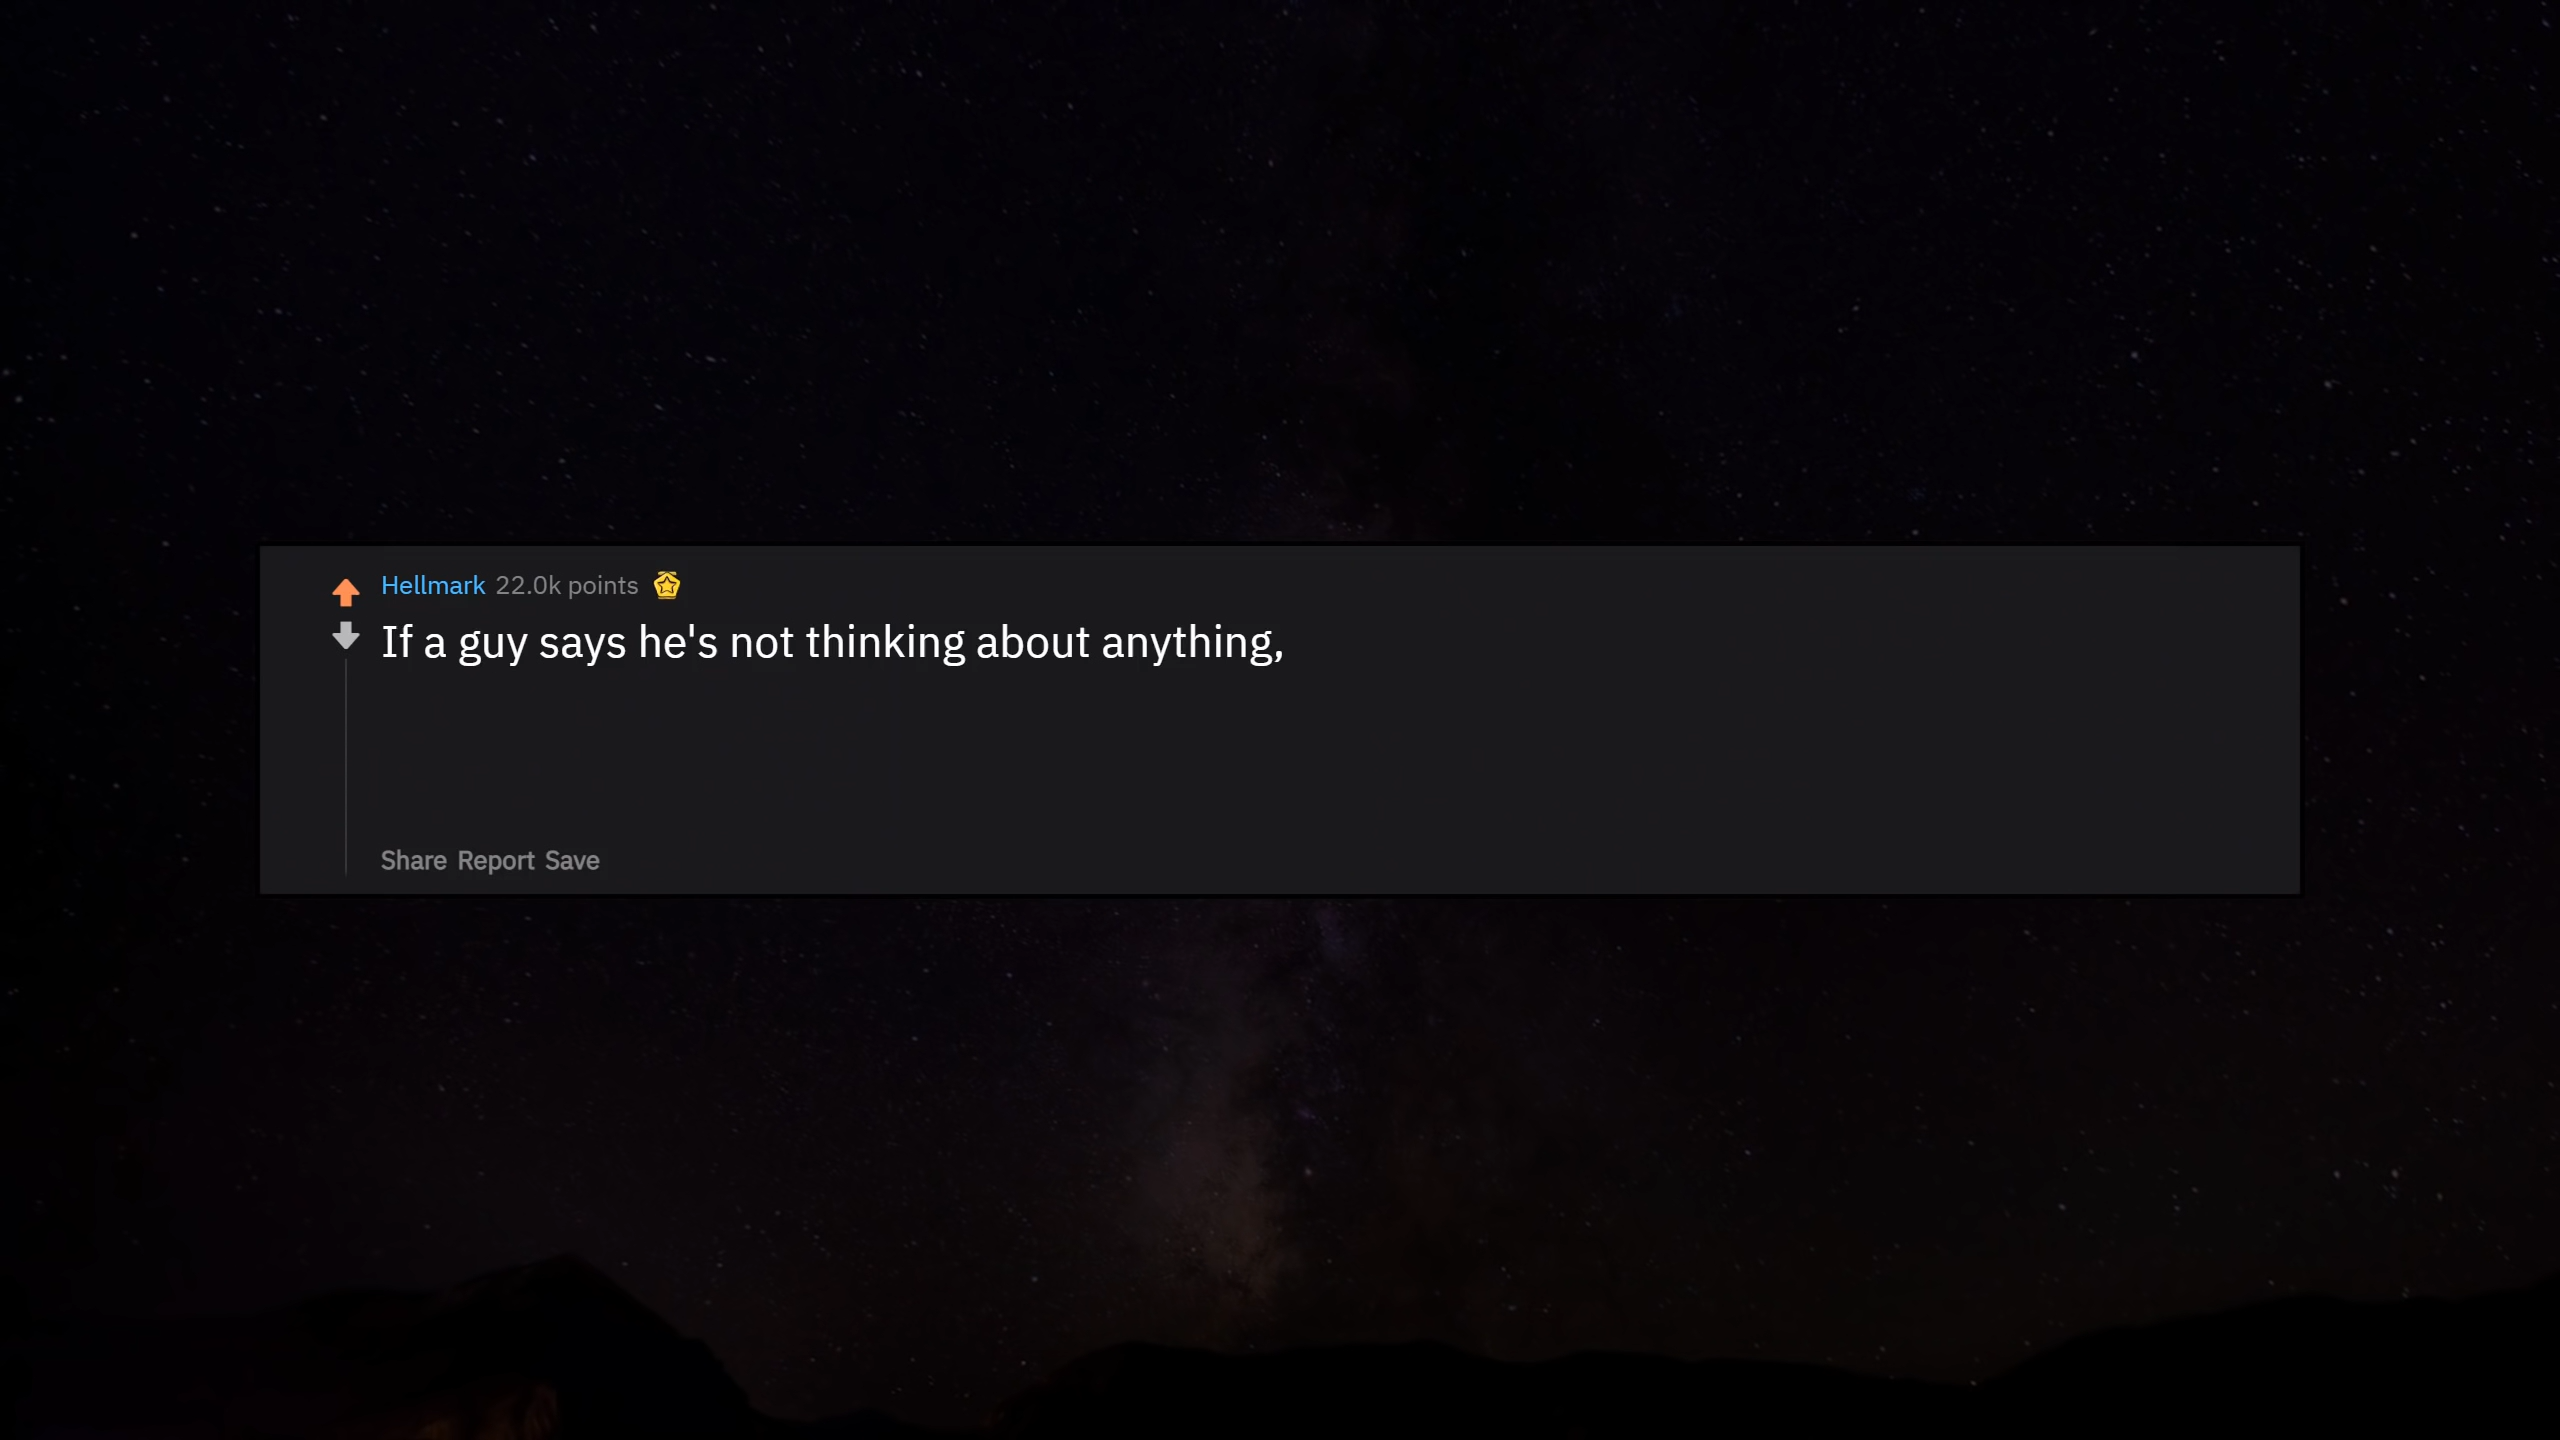 Hellmark 22.0k points
If a guy says he's not thinking about anything,
Share Report Save